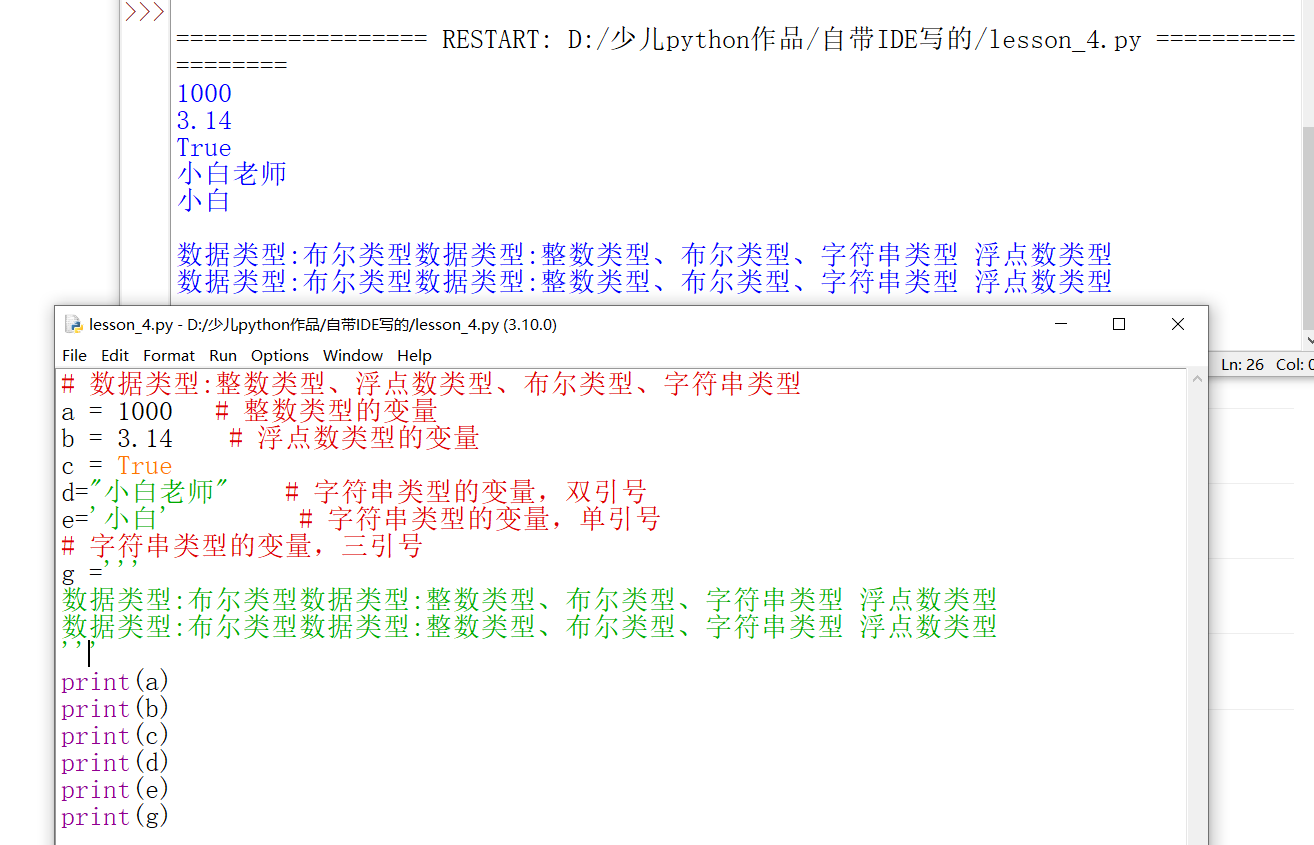 >>>
================== RESTART: D:/少儿python作品/自带IDE写的/lesson_4.py ==========
========
1000
3.14
True
小白老师
小白
数据类型:布尔类型数据类型:整数类型、布尔类型、字符串类型 浮点数类型
数据类型:布尔类型数据类型:整数类型、布尔类型、字符串类型 浮点数类型
lesson_4.py - D:/少儿python作品/自带IDE写的/lesson_4.py (3.10.0)
File Edit Format Run Options Window Help
Ln: 26 Col: 0
# 数据类型:整数类型、浮点数类型、布尔类型、字符串类型
a = 1000   # 整数类型的变量
b = 3.14    # 浮点数类型的变量
c = True
d="小白老师"    # 字符串类型的变量，双引号
e='小白'         # 字符串类型的变量，单引号
# 字符串类型的变量，三引号
g ='''
数据类型:布尔类型数据类型:整数类型、布尔类型、字符串类型 浮点数类型
数据类型:布尔类型数据类型:整数类型、布尔类型、字符串类型 浮点数类型
'''
print(a)
print(b)
print(c)
print(d)
print(e)
print(g)